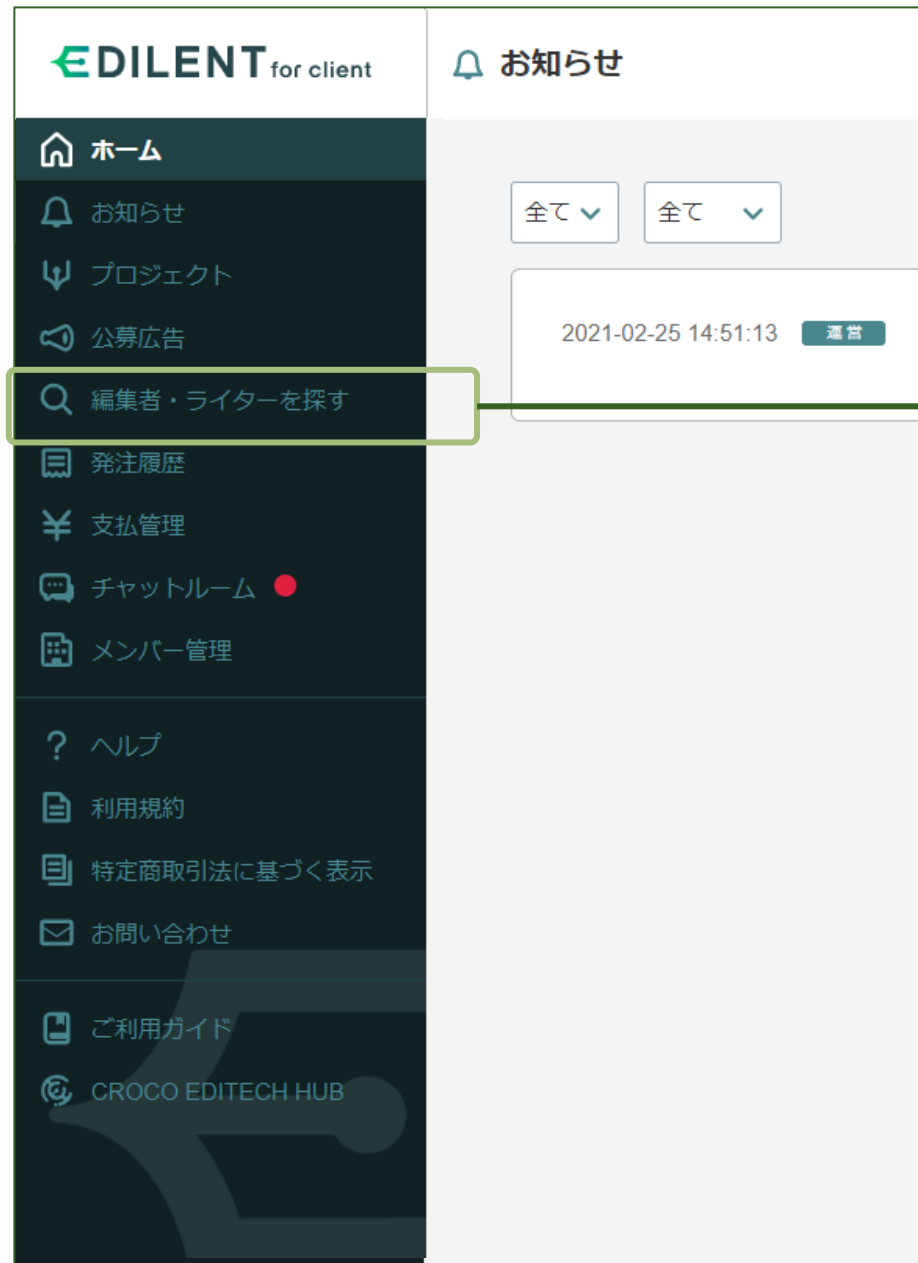 EDILENT for client
お知らせ
ホーム
お知らせ
プロジェクト
公募広告
編集者・ライターを探す
発注履歴
支払管理
チャットルーム
メンバー管理
ヘルプ
利用規約
特定商取引法に基づく表示
お問い合わせ
ご利用ガイド
CROCO EDITECH HUB
全て 全て
2021-02-25 14:51:13 運営